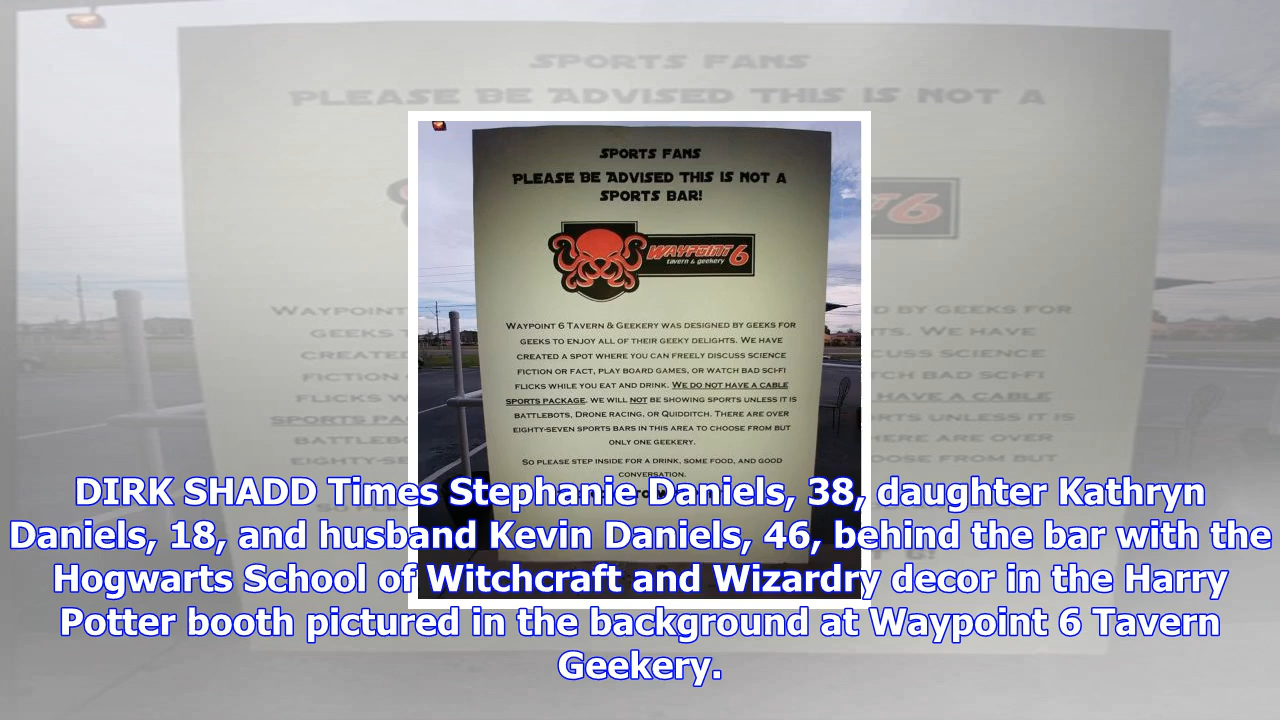 SPORTS FANS
PLEASE BE ADVISED THIS IS NOT A
SPORTS BAR!
WAYPOINT 6
tavern & geekery
WAYPOINT 6 TAVERN & GEEKERY WAS DESIGNED BY GEEKS FOR
GEEKS TO ENJOY ALL OF THEIR GEEKY DELIGHTS. WE HAVE
CREATED A SPOT WHERE YOU CAN FREELY DISCUSS SCIENCE
FICTION OR FACT, PLAY BOARD GAMES, OR WATCH BAD SCI-FI
FLICKS WHILE YOU EAT AND DRINK. WE DO NOT HAVE A CABLE
SPORTS PACKAGE. WE WILL NOT BE SHOWING SPORTS UNLESS IT IS
BATTLEBOTS, DRONE RACING, OR QUIDDITCH. THERE ARE OVER
EIGHTY-SEVEN SPORTS BARS IN THIS AREA TO CHOOSE FROM BUT
ONLY ONE GEEKERY.
SO PLEASE STEP INSIDE FOR A DRINK, SOME FOOD, AND GOOD
CONVERSATION.
DIRK SHADD Times Stephanie Daniels, 38, daughter Kathryn
Daniels, 18, and husband Kevin Daniels, 46, behind the bar with the
Hogwarts School of Witchcraft and Wizardry decor in the Harry
Potter booth pictured in the background at Waypoint 6 Tavern
Geekery.